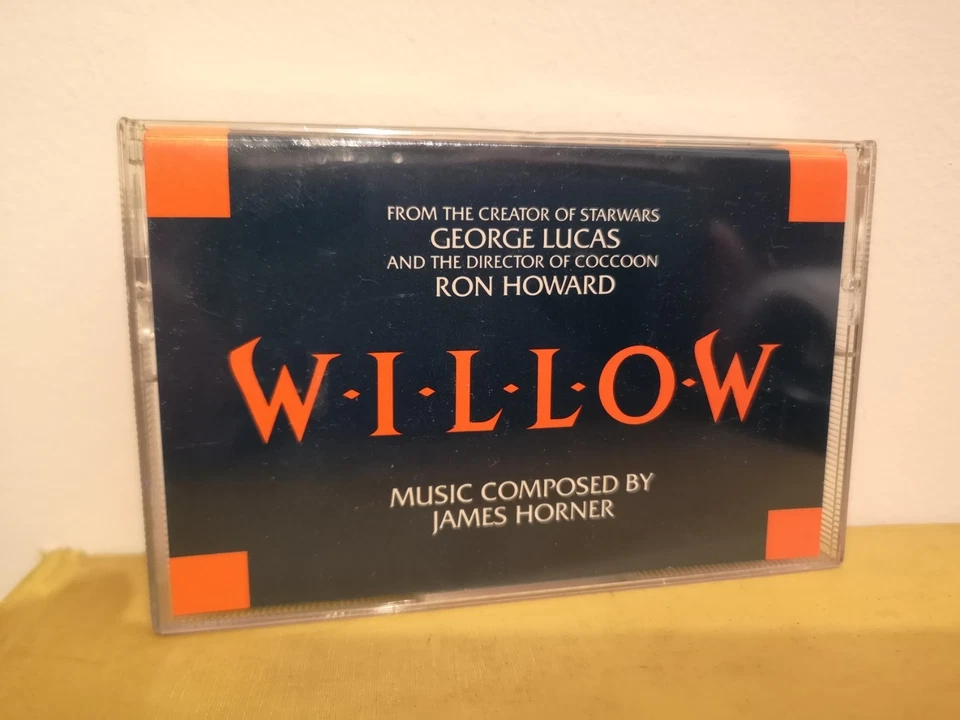 FROM THE CREATOR OF STARWARS
GEORGE LUCAS
AND THE DIRECTOR OF COCCOON
RON HOWARD
W·I·L·L·O·W
MUSIC COMPOSED BY
JAMES HORNER